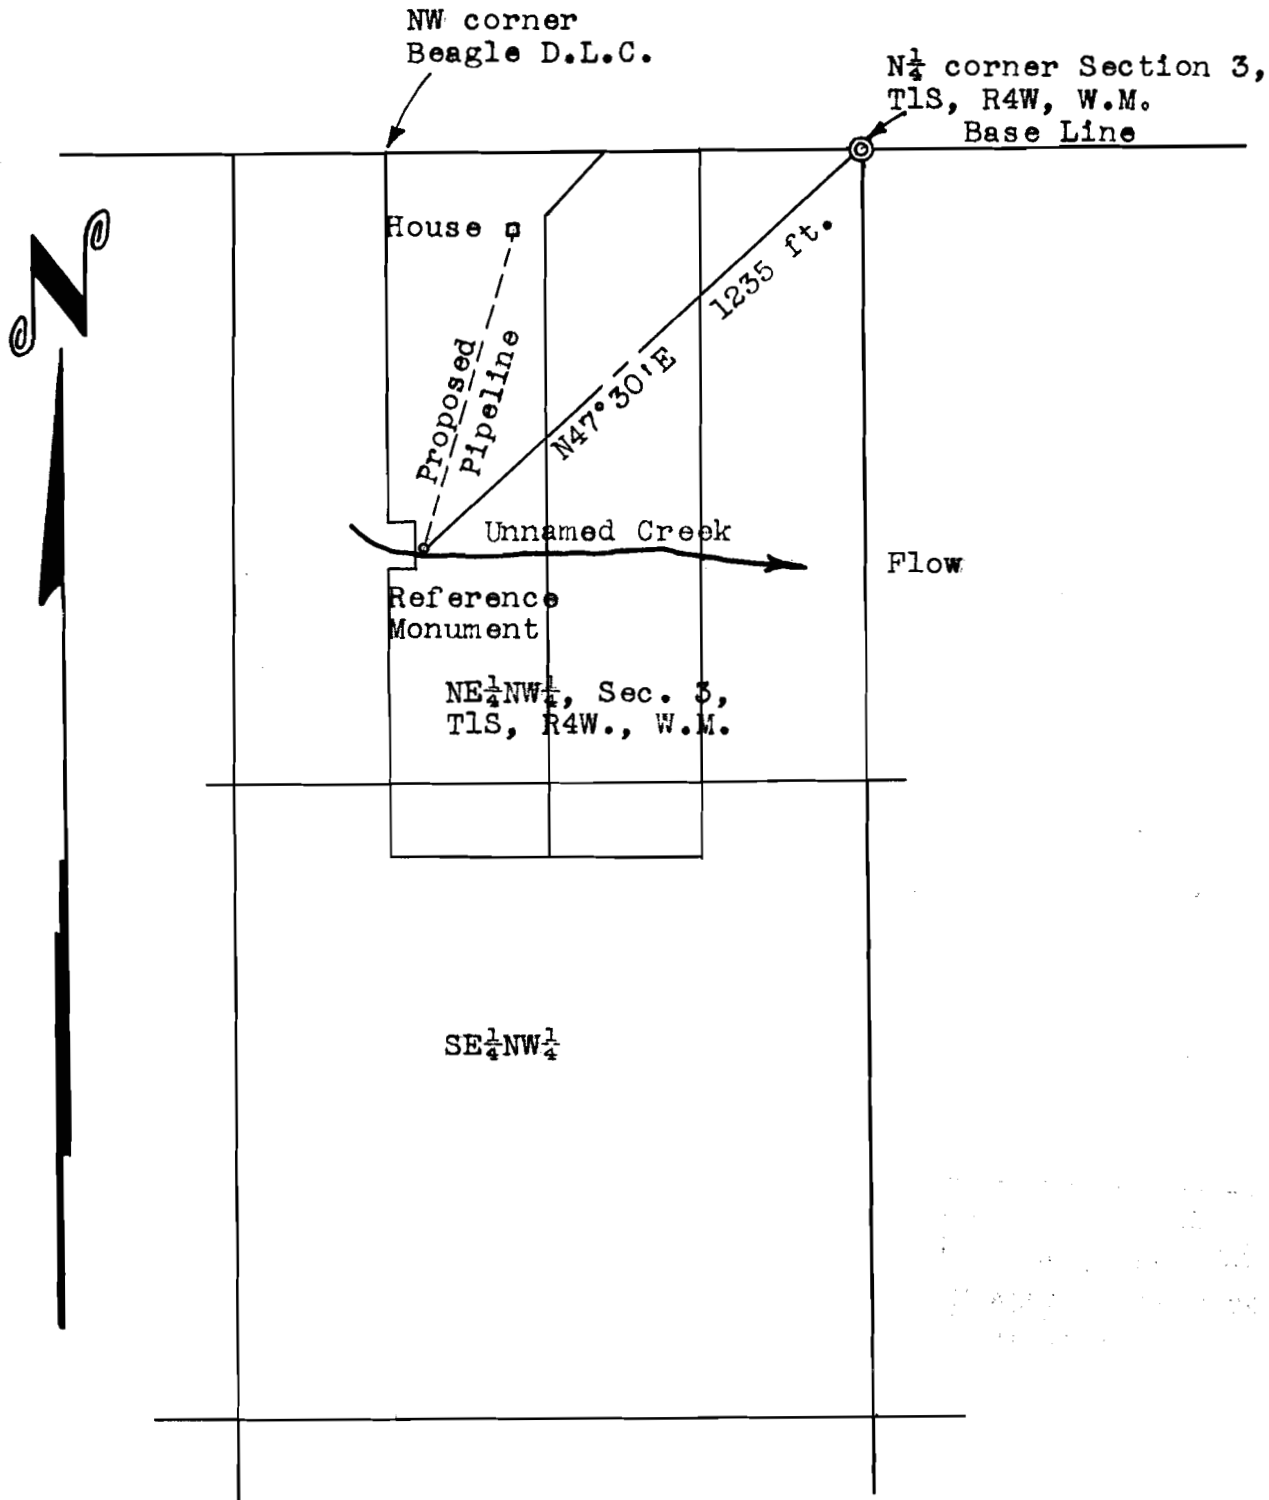 NW corner
Beagle D.L.C.
N¼ corner Section 3,
T1S, R4W, W.M.
Base Line
N
House
1235 ft.
N47°30'E
Proposed
Pipeline
Unnamed Creek
Flow
Reference
Monument
NE¼NW¼, Sec. 3,
T1S, R4W., W.M.
SE¼NW¼